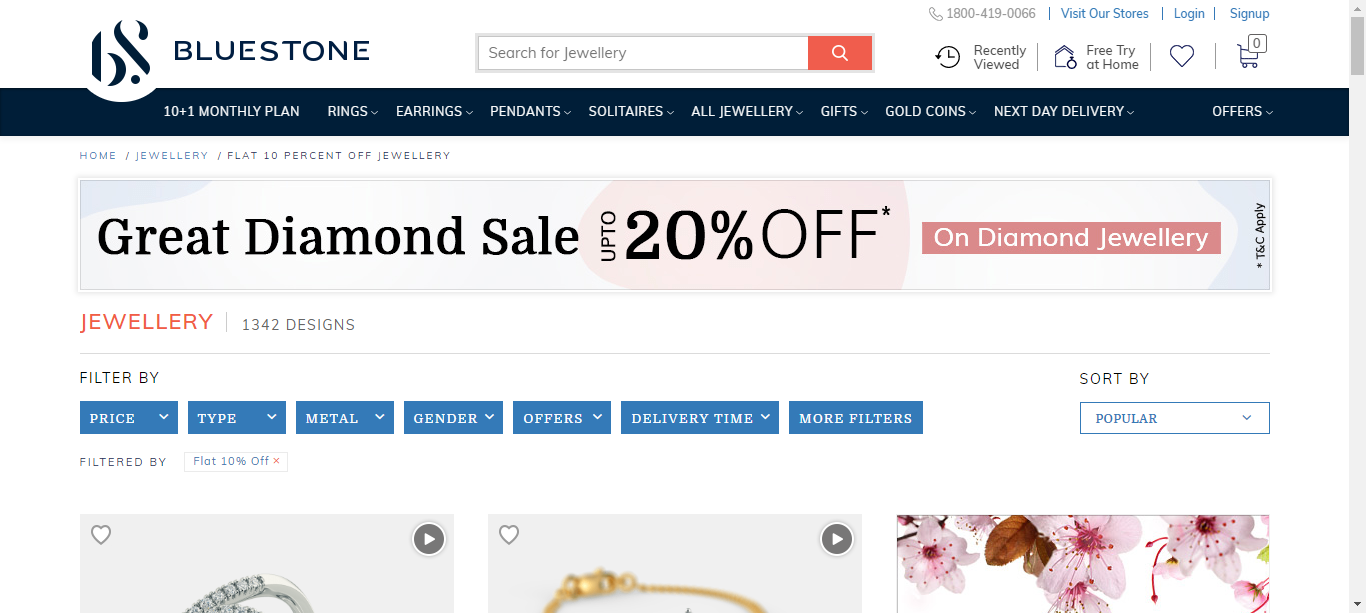 1800-419-0066 Visit Our Stores Login Signup
BLUESTONE
Search for Jewellery
Recently
Viewed
Free Try
at Home
0
10+1 MONTHLY PLAN RINGS EARRINGS PENDANTS SOLITAIRES ALL JEWELLERY GIFTS GOLD COINS NEXT DAY DELIVERY OFFERS
HOME / JEWELLERY / FLAT 10 PERCENT OFF JEWELLERY
Great Diamond Sale UPTO 20% OFF* On Diamond Jewellery * T&C Apply
JEWELLERY 1342 DESIGNS
FILTER BY
SORT BY
PRICE TYPE METAL GENDER OFFERS DELIVERY TIME MORE FILTERS
POPULAR
FILTERED BY Flat 10% Off ×